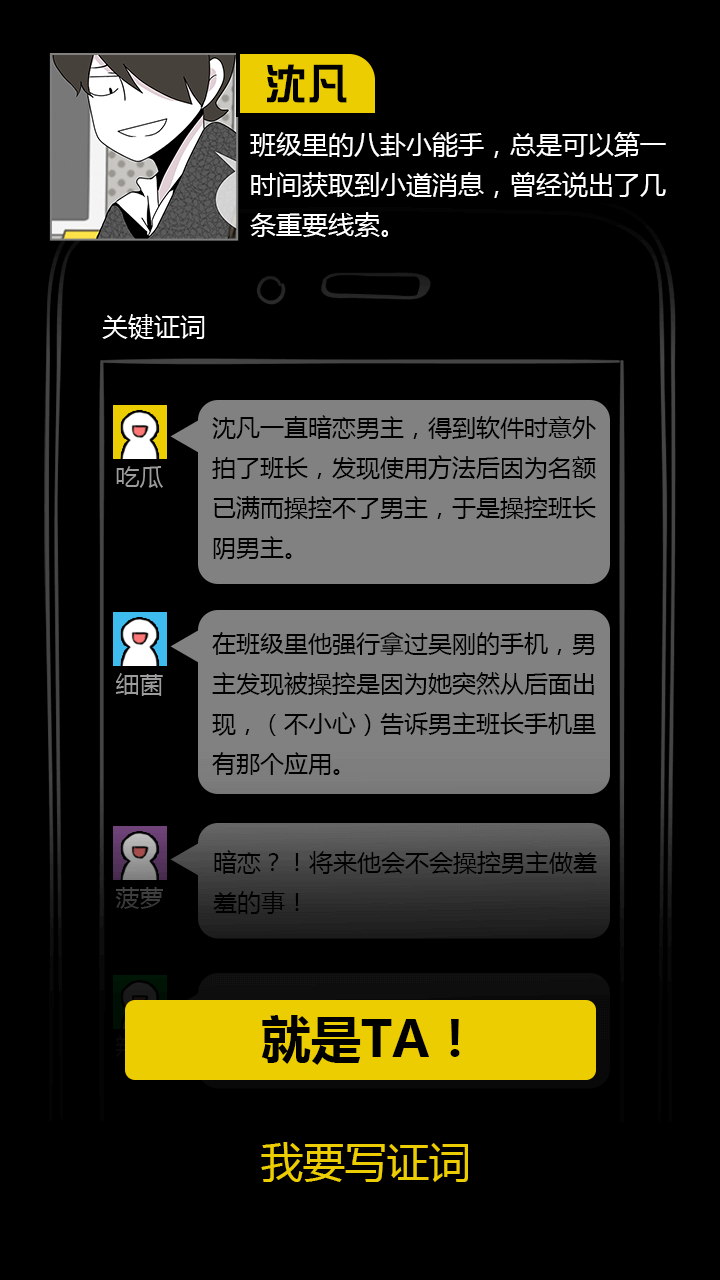 沈凡
班级里的八卦小能手，总是可以第一
时间获取到小道消息，曾经说出了几
条重要线索。
关键证词
吃瓜
沈凡一直暗恋男主，得到软件时意外
拍了班长，发现使用方法后因为名额
已满而操控不了男主，于是操控班长
阴男主。
细菌
在班级里他强行拿过吴刚的手机，男
主发现被操控是因为她突然从后面出
现，（不小心）告诉男主班长手机里
有那个应用。
菠萝
暗恋？！将来他会不会操控男主做羞
羞的事！
就是TA！
我要写证词